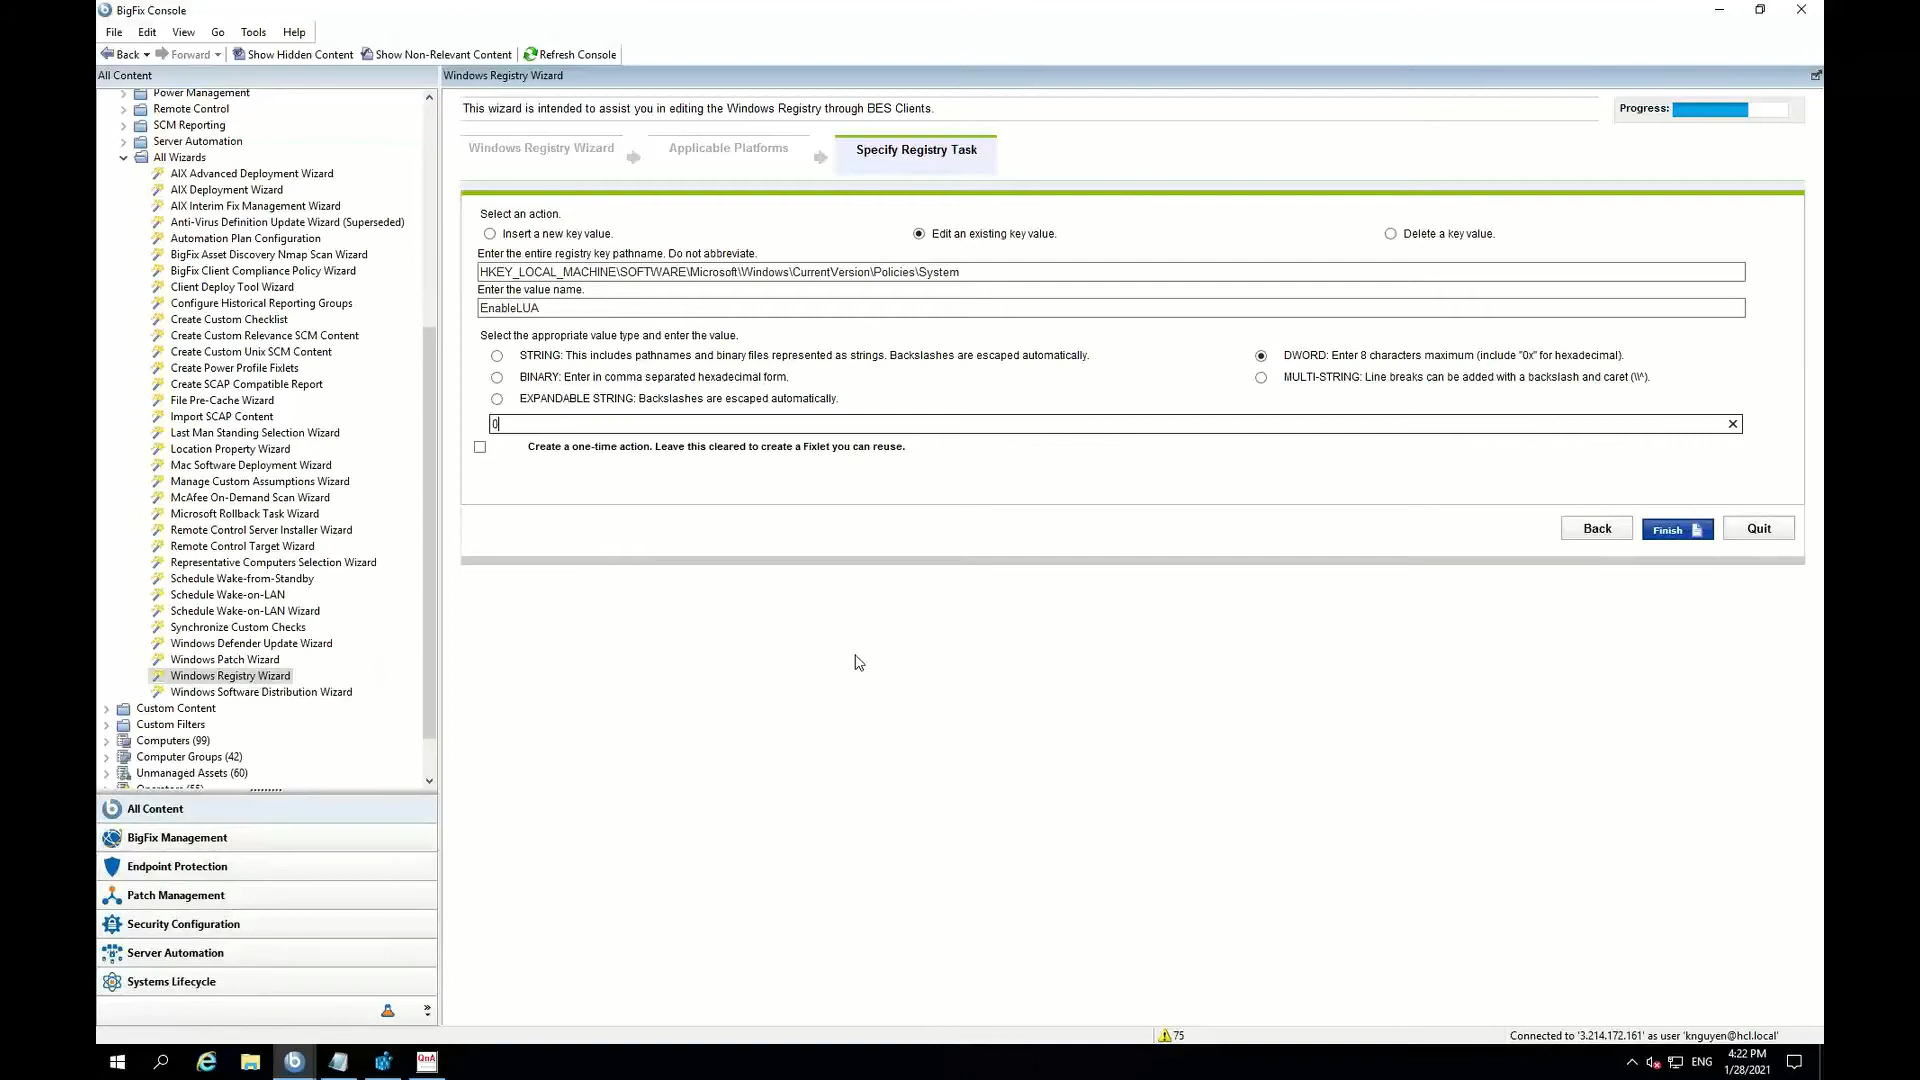 BigFix Console
File Edit View Go Tools Help
Back Forward Show Hidden Content Show Non-Relevant Content Refresh Console
All Content
Power Management
Remote Control
SCM Reporting
Server Automation
All Wizards
AIX Advanced Deployment Wizard
AIX Deployment Wizard
AIX Interim Fix Management Wizard
Anti-Virus Definition Update Wizard (Superseded)
Automation Plan Configuration
BigFix Asset Discovery Nmap Scan Wizard
BigFix Client Compliance Policy Wizard
Client Deploy Tool Wizard
Configure Historical Reporting Groups
Create Custom Checklist
Create Custom Relevance SCM Content
Create Custom Unix SCM Content
Create Power Profile Fixlets
Create SCAP Compatible Report
File Pre-Cache Wizard
Import SCAP Content
Last Man Standing Selection Wizard
Location Property Wizard
Mac Software Deployment Wizard
Manage Custom Assumptions Wizard
McAfee On-Demand Scan Wizard
Microsoft Rollback Task Wizard
Remote Control Server Installer Wizard
Remote Control Target Wizard
Representative Computers Selection Wizard
Schedule Wake-from-Standby
Schedule Wake-on-LAN
Schedule Wake-on-LAN Wizard
Synchronize Custom Checks
Windows Defender Update Wizard
Windows Patch Wizard
Windows Registry Wizard
Windows Software Distribution Wizard
Custom Content
Custom Filters
Computers (99)
Computer Groups (42)
Unmanaged Assets (60)
Operators (55)
All Content
BigFix Management
Endpoint Protection
Patch Management
Security Configuration
Server Automation
Systems Lifecycle
Windows Registry Wizard
This wizard is intended to assist you in editing the Windows Registry through BES Clients.
Progress:
Windows Registry Wizard Applicable Platforms Specify Registry Task
Select an action.
Insert a new key value. Edit an existing key value. Delete a key value.
Enter the entire registry key pathname. Do not abbreviate.
HKEY_LOCAL_MACHINE\SOFTWARE\Microsoft\Windows\CurrentVersion\Policies\System
Enter the value name.
EnableLUA
Select the appropriate value type and enter the value.
STRING: This includes pathnames and binary files represented as strings. Backslashes are escaped automatically. DWORD: Enter 8 characters maximum (include "0x" for hexadecimal).
BINARY: Enter in comma separated hexadecimal form. MULTI-STRING: Line breaks can be added with a backslash and caret (\\^).
EXPANDABLE STRING: Backslashes are escaped automatically.
0
Create a one-time action. Leave this cleared to create a Fixlet you can reuse.
Back Finish Quit
75 Connected to '3.214.172.161' as user 'knguyen@hcl.local'
QnA ENG 4:22 PM
1/28/2021